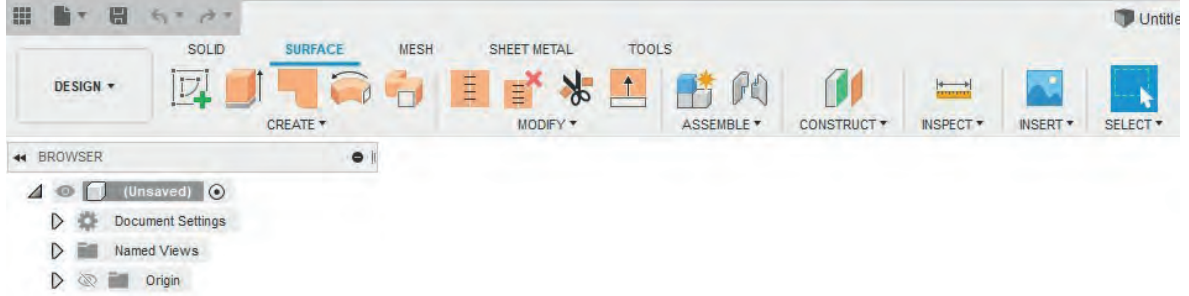 Untitle
SOLID SURFACE MESH SHEET METAL TOOLS
DESIGN
CREATE MODIFY ASSEMBLE CONSTRUCT INSPECT INSERT SELECT
BROWSER
(Unsaved)
Document Settings
Named Views
Origin